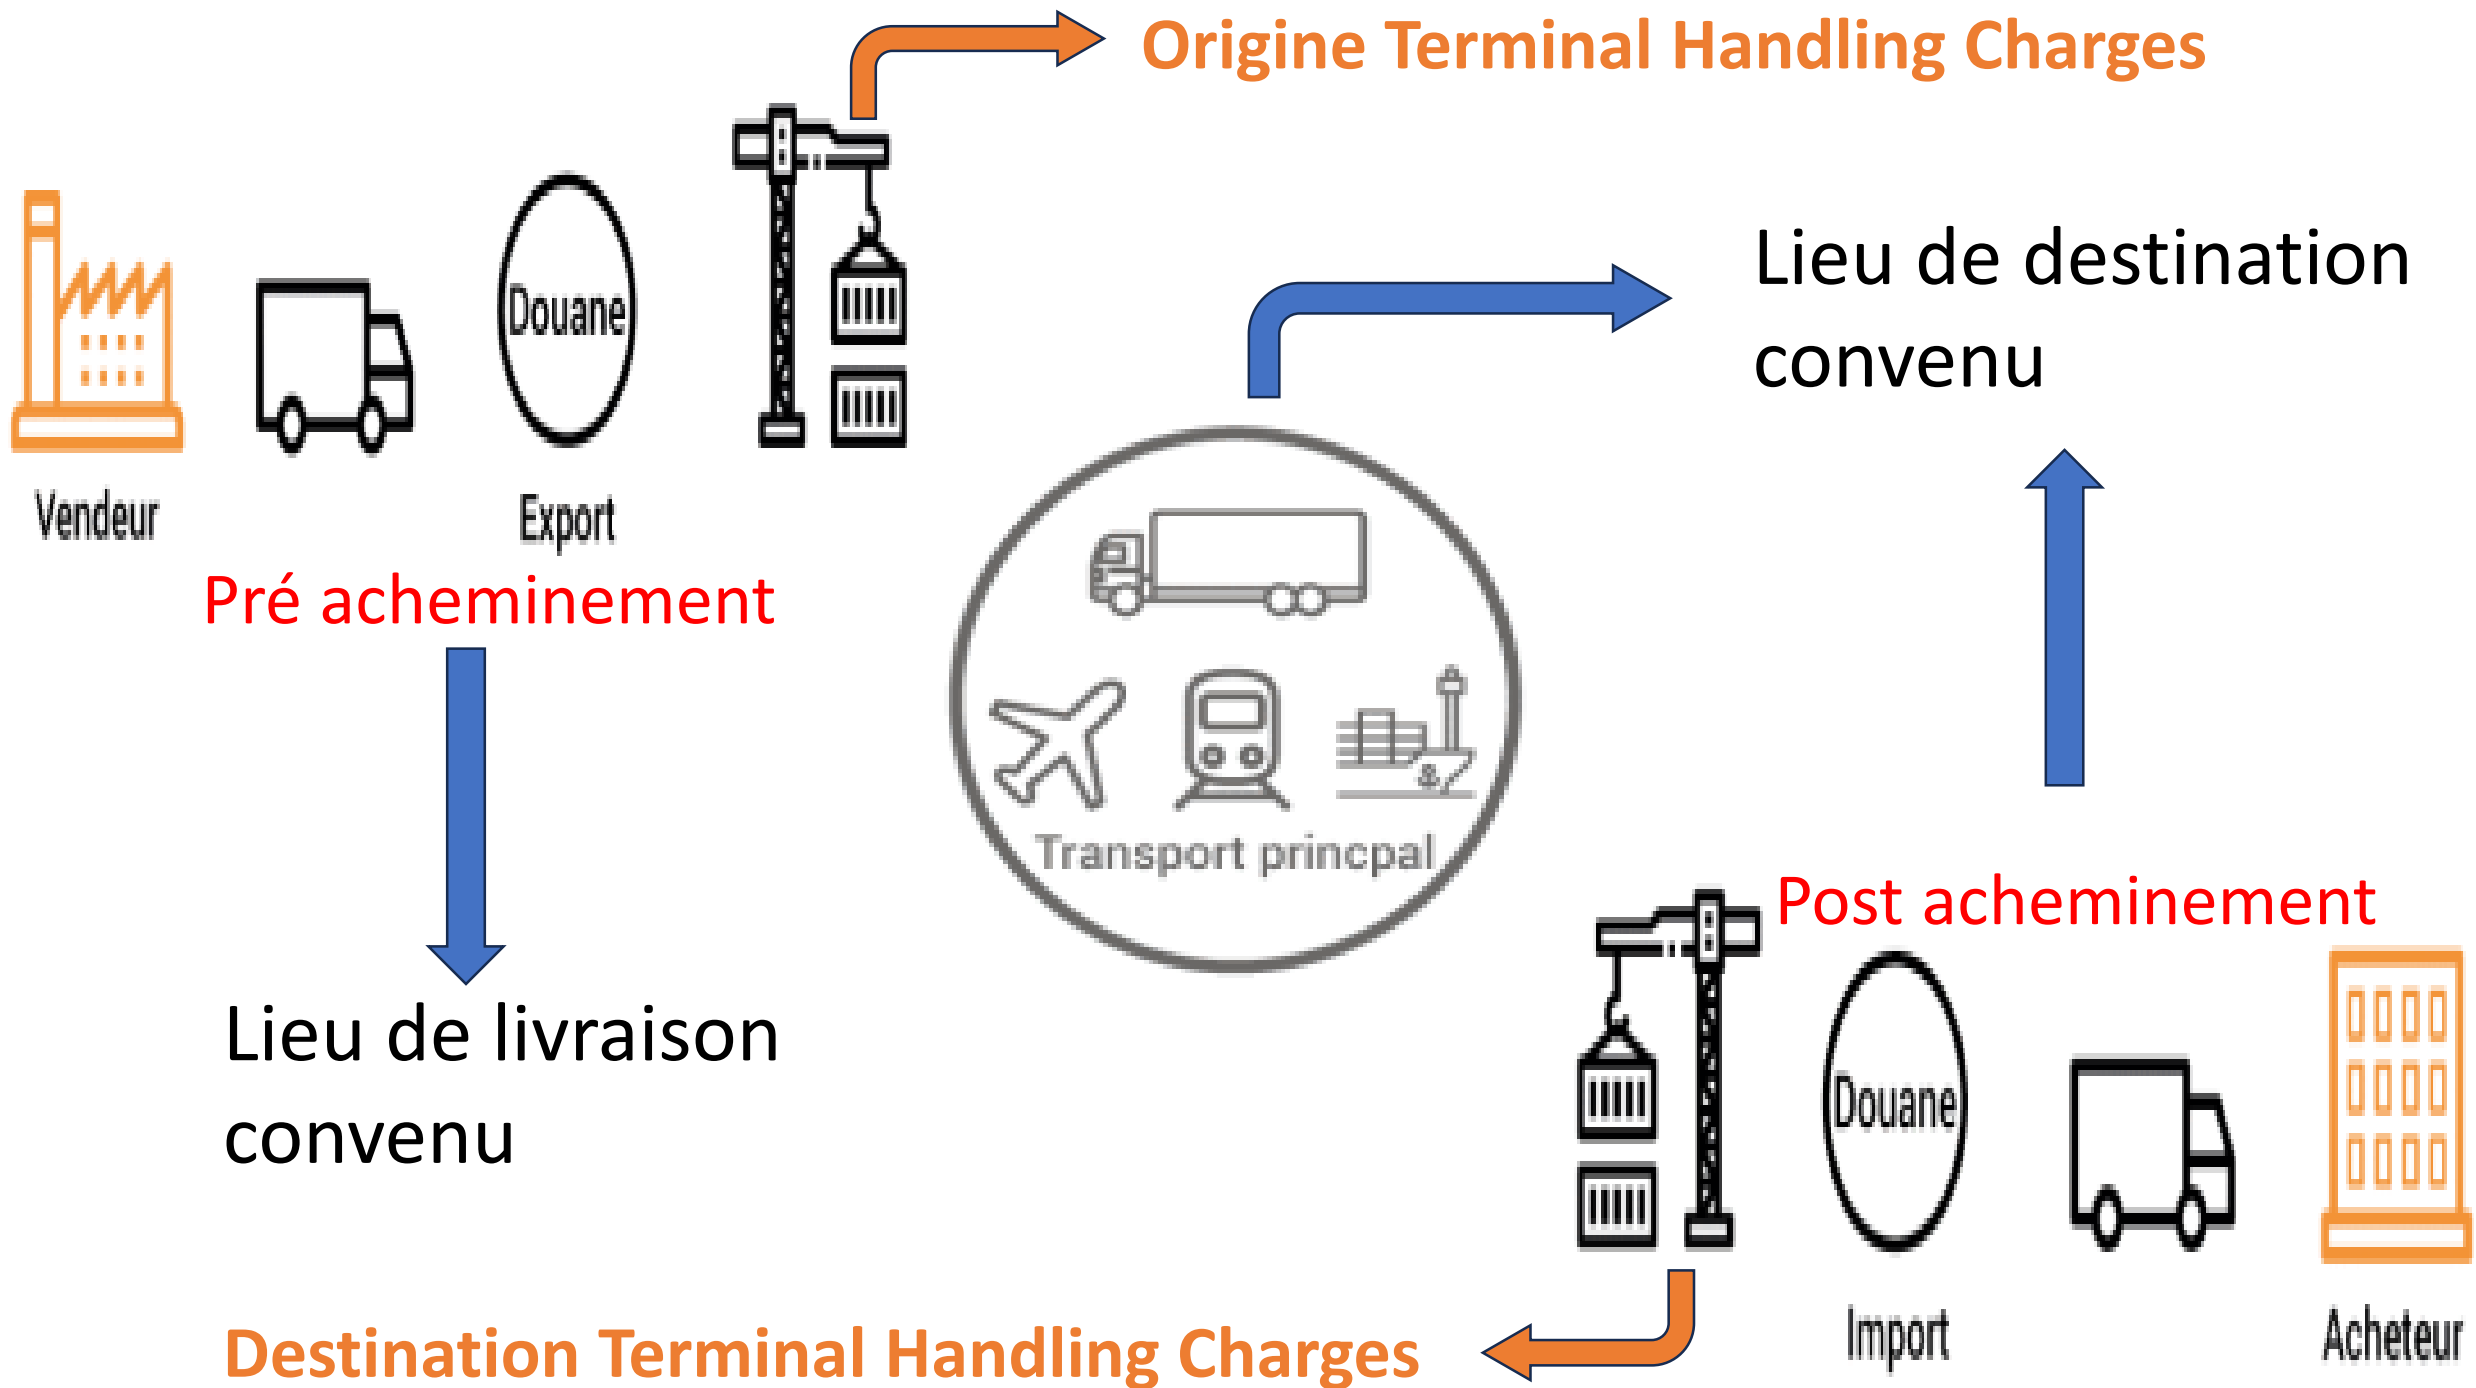 Origine Terminal Handling Charges
Douane
Vendeur
Export
Pré acheminement
Lieu de destination
convenu
Transport princpal
Lieu de livraison
convenu
Post acheminement
Douane
Import
Acheteur
Destination Terminal Handling Charges